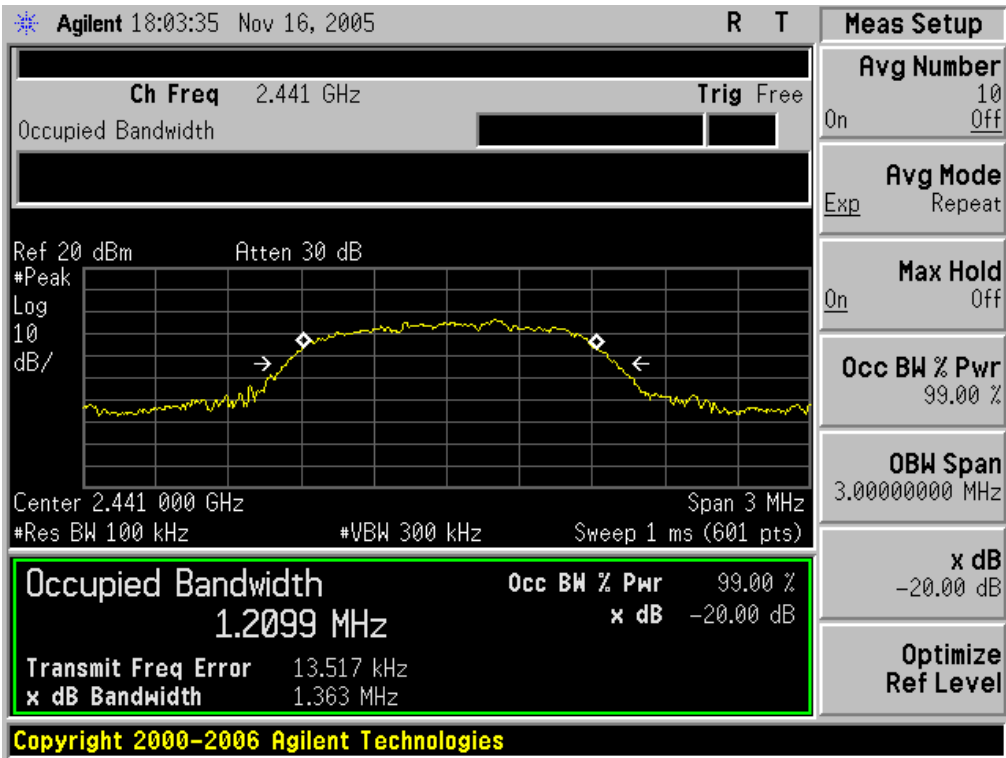 Agilent 18:03:35 Nov 16, 2005 R T
Ch Freq 2.441 GHz Trig Free
Occupied Bandwidth
Ref 20 dBm Atten 30 dB
#Peak
Log
10
dB/
Center 2.441 000 GHz Span 3 MHz
#Res BW 100 kHz #VBW 300 kHz Sweep 1 ms (601 pts)
Occupied Bandwidth Occ BW % Pwr 99.00 %
1.2099 MHz x dB -20.00 dB
Transmit Freq Error 13.517 kHz
x dB Bandwidth 1.363 MHz
Copyright 2000-2006 Agilent Technologies
Meas Setup
Avg Number
10
On Off
Avg Mode
Exp Repeat
Max Hold
On Off
Occ BW % Pwr
99.00 %
OBW Span
3.00000000 MHz
x dB
-20.00 dB
Optimize
Ref Level